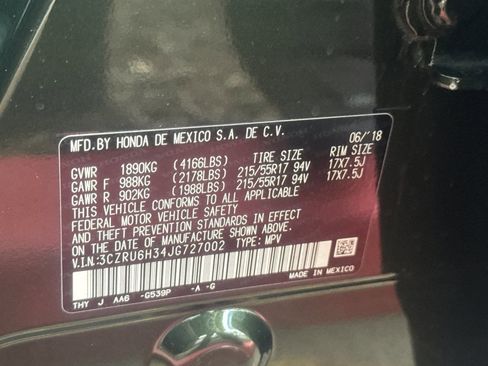 MFD.BY HONDA DE MEXICO S.A. DE C.V. 06/'18
GVWR 1890KG (4166LBS) TIRE SIZE RIM SIZE
GAWR F 988KG (2178LBS) 215/55R17 94V 17X7.5J
GAWR R 902KG (1988LBS) 215/55R17 94V 17X7.5J
THIS VEHICLE CONFORMS TO ALL APPLICABLE
FEDERAL MOTOR VEHICLE SAFETY
AND THEFT PREVENTION STANDARDS IN EFFECT
ON THE DATE OF MANUFACTURE SHOWN ABOVE.
V.I.N:3CZRU6H34JG727002 TYPE: MPV
MADE IN MEXICO
THY J AA6 -G539P -A -G